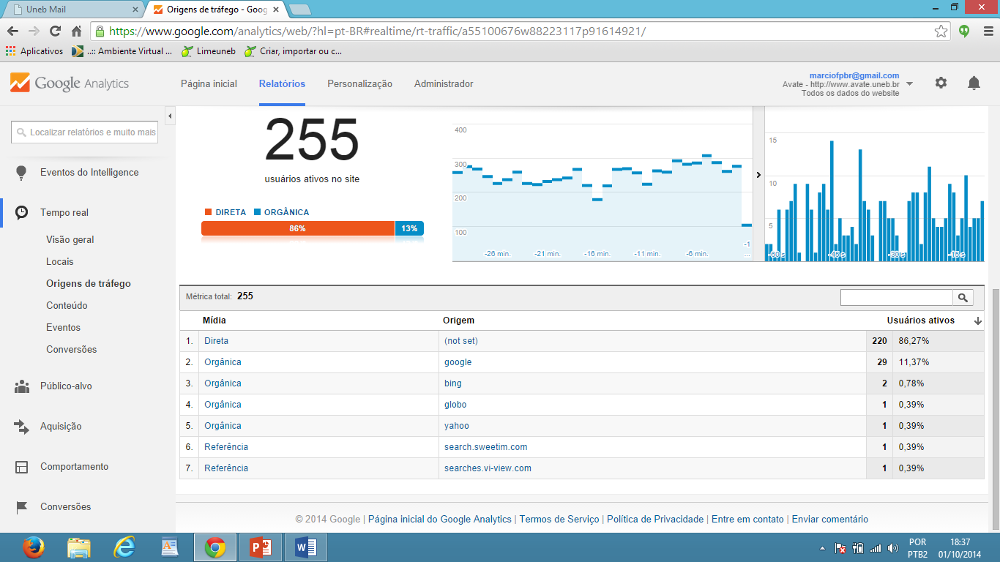 Uneb Mail
Origens de tráfego - Goog
https://www.google.com/analytics/web/?hl=pt-BR#realtime/rt-traffic/a55100676w88223117p91614921/
Aplicativos ..:: Ambiente Virtual ... Limeuneb Criar, importar ou c...
Google Analytics
Página inicial Relatórios Personalização Administrador
marciofpbr@gmail.com
Avate - http://www.avate.uneb.br
Todos os dados do website
Localizar relatórios e muito mais
Eventos do Intelligence
Tempo real
Visão geral
Locais
Origens de tráfego
Conteúdo
Eventos
Conversões
Público-alvo
Aquisição
Comportamento
Conversões
255
usuários ativos no site
DIRETA ORGÂNICA
86% 13%
400
300
200
100
-26 min. -21 min. -16 min. -11 min. -6 min. -1
...
15
10
5
-60 s -45 s -30 s -15 s
Métrica total: 255
Mídia Origem Usuários ativos
1. Direta (not set) 220 86,27%
2. Orgânica google 29 11,37%
3. Orgânica bing 2 0,78%
4. Orgânica globo 1 0,39%
5. Orgânica yahoo 1 0,39%
6. Referência search.sweetim.com 1 0,39%
7. Referência searches.vi-view.com 1 0,39%
© 2014 Google | Página inicial do Google Analytics | Termos de Serviço | Política de Privacidade | Entre em contato | Enviar comentário
POR 18:37
PTB2 01/10/2014